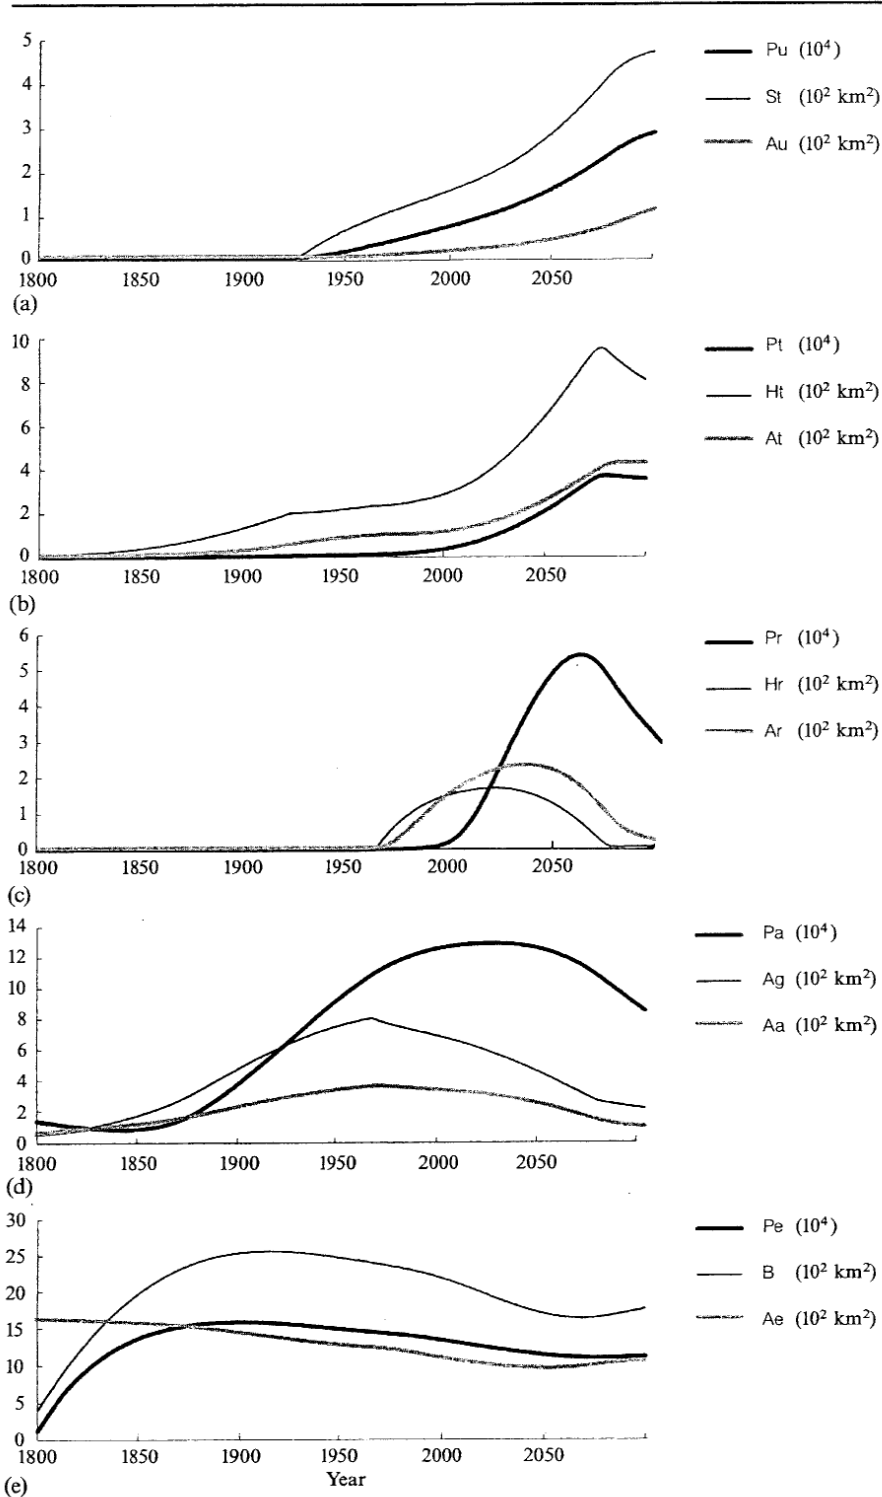 5
4
3
2
1
0
1800 1850 1900 1950 2000 2050
Pu (10⁴)
St (10² km²)
Au (10² km²)
(a)
10
8
6
4
2
0
1800 1850 1900 1950 2000 2050
Pt (10⁴)
Ht (10² km²)
At (10² km²)
(b)
6
5
4
3
2
1
0
1800 1850 1900 1950 2000 2050
Pr (10⁴)
Hr (10² km²)
Ar (10² km²)
(c)
14
12
10
8
6
4
2
0
1800 1850 1900 1950 2000 2050
Pa (10⁴)
Ag (10² km²)
Aa (10² km²)
(d)
30
25
20
15
10
5
0
1800 1850 1900 1950 2000 2050
Pe (10⁴)
B (10² km²)
Ae (10² km²)
Year
(e)